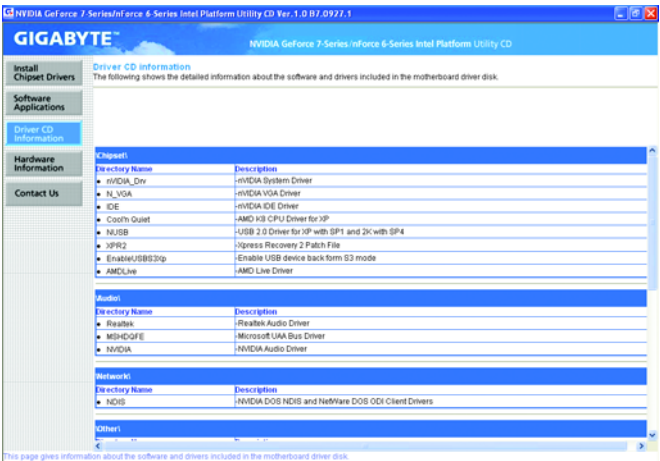 NVIDIA GeForce 7-Series/nForce 6-Series Intel Platform Utility CD Ver.1.0 B7.0977.1
GIGABYTE™
NVIDIA GeForce 7-Series/nForce 6-Series Intel Platform Utility CD
Install
Chipset Drivers
Software
Applications
Driver CD
Information
Hardware
Information
Contact Us
Driver CD information
The following shows the detailed information about the software and drivers included in the motherboard driver disk.
\Chipset\
Directory Name Description
• nVIDIA_Drv -nVIDIA System Driver
• N_VGA -nVIDIA VGA Driver
• IDE -nVIDIA IDE Driver
• Cool'n Quiet -AMD K8 CPU Driver for XP
• NUSB -USB 2.0 Driver for XP with SP1 and 2K with SP4
• XPR2 -Xpress Recovery 2 Patch File
• EnableUSBS3Xp -Enable USB device back form S3 mode
• AMDLive -AMD Live Driver
\Audio\
Directory Name Description
• Realtek -Realtek Audio Driver
• MSHDQFE -Microsoft UAA Bus Driver
• NVIDIA -NVIDIA Audio Driver
\Network\
Directory Name Description
• NDIS -NVIDIA DOS NDIS and NetWare DOS ODI Client Drivers
\Other\
This page gives information about the software and drivers included in the motherboard driver disk.